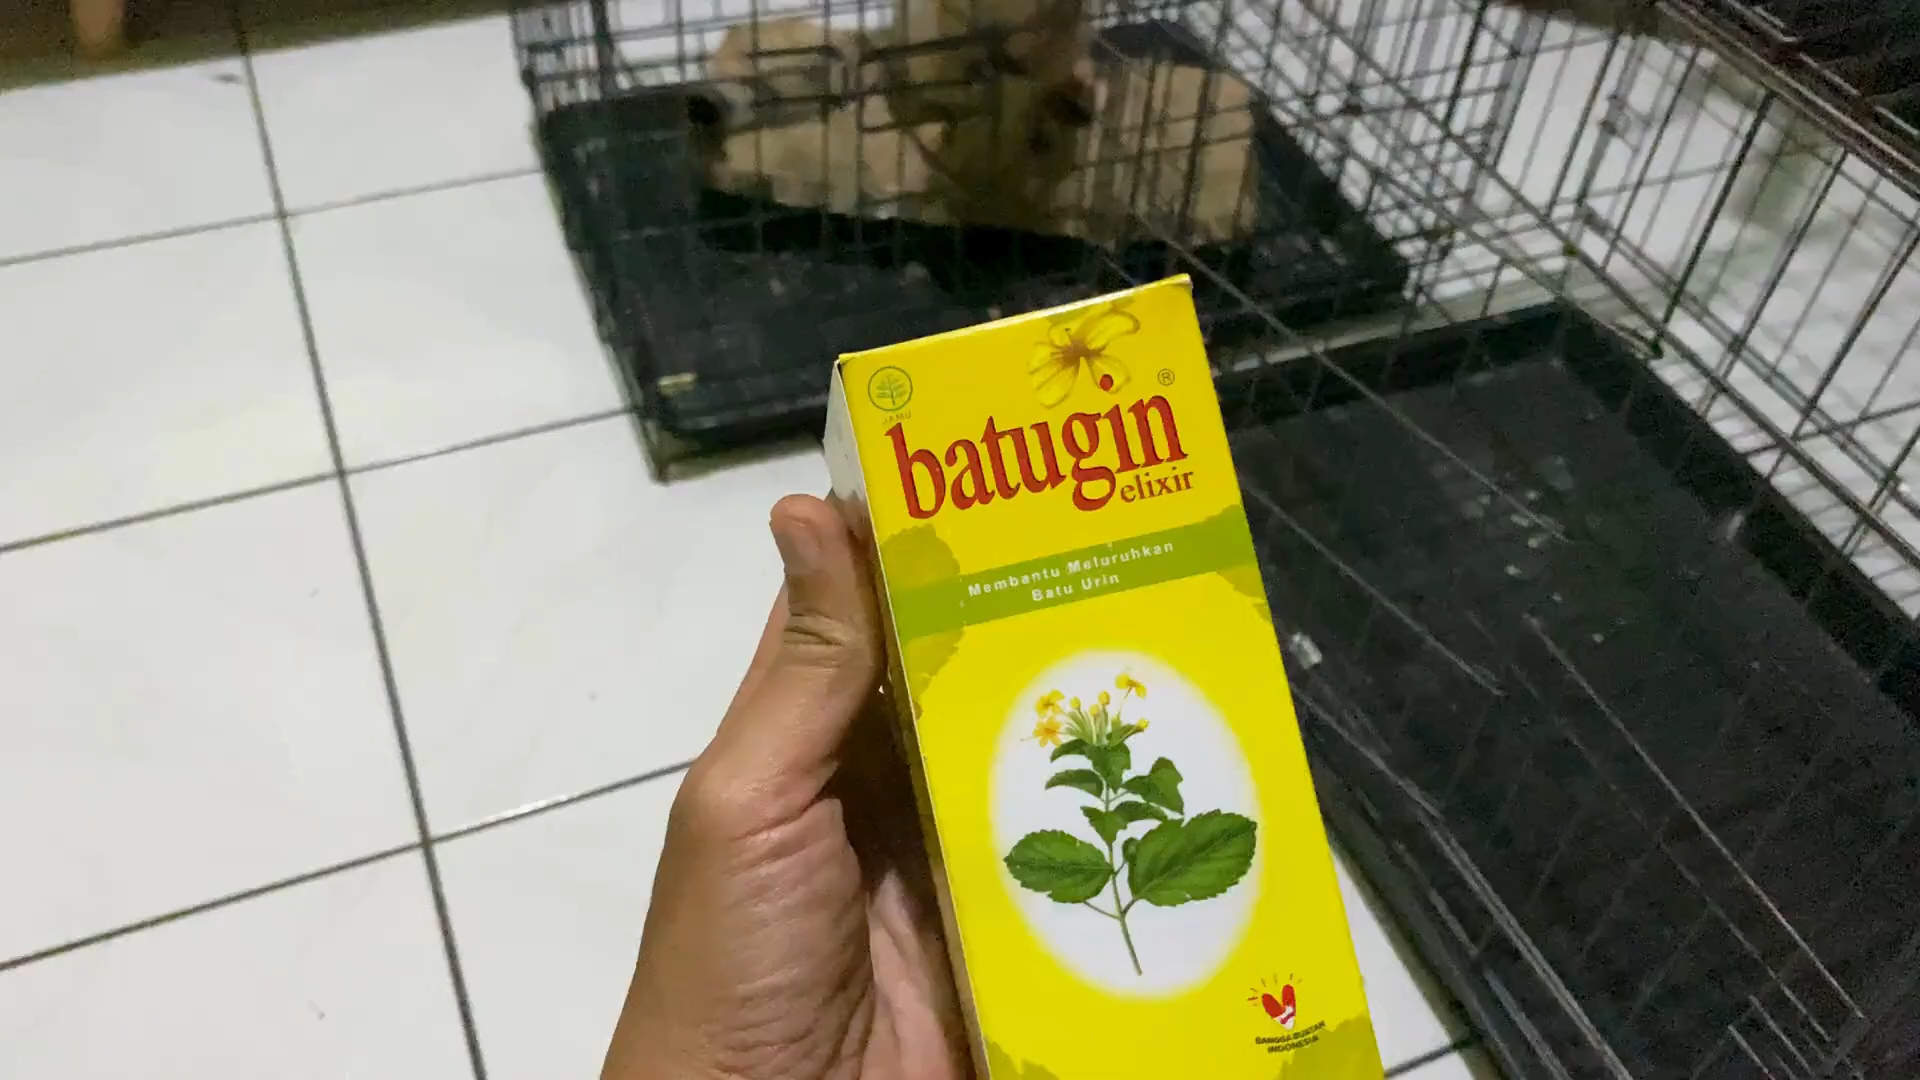 JAMU
®
batugin
elixir
Membantu Meluruhkan
Batu Urin
BANGGA BUATAN
INDONESIA